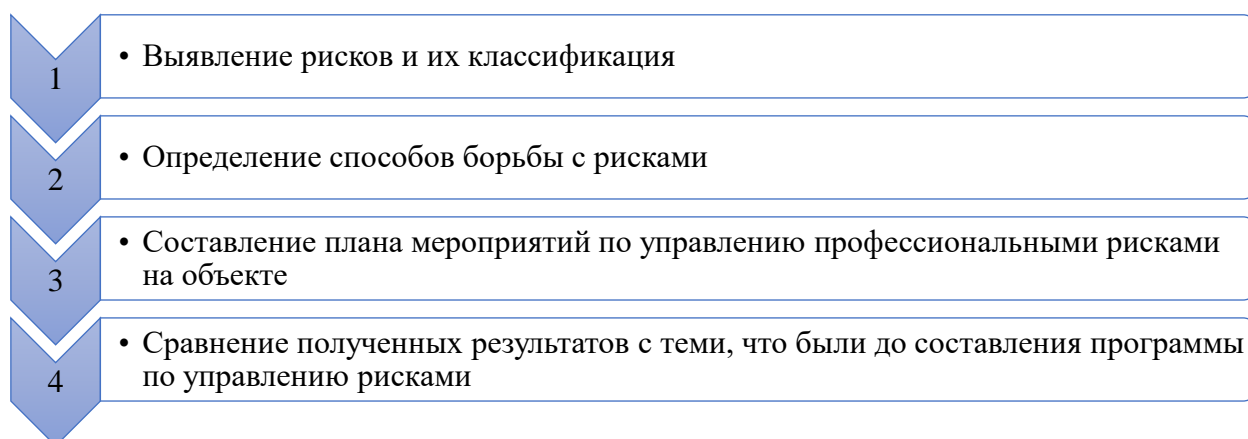 1
• Выявление рисков и их классификация
2
• Определение способов борьбы с рисками
3
• Составление плана мероприятий по управлению профессиональными рисками
на объекте
4
• Сравнение полученных результатов с теми, что были до составления программы
по управлению рисками